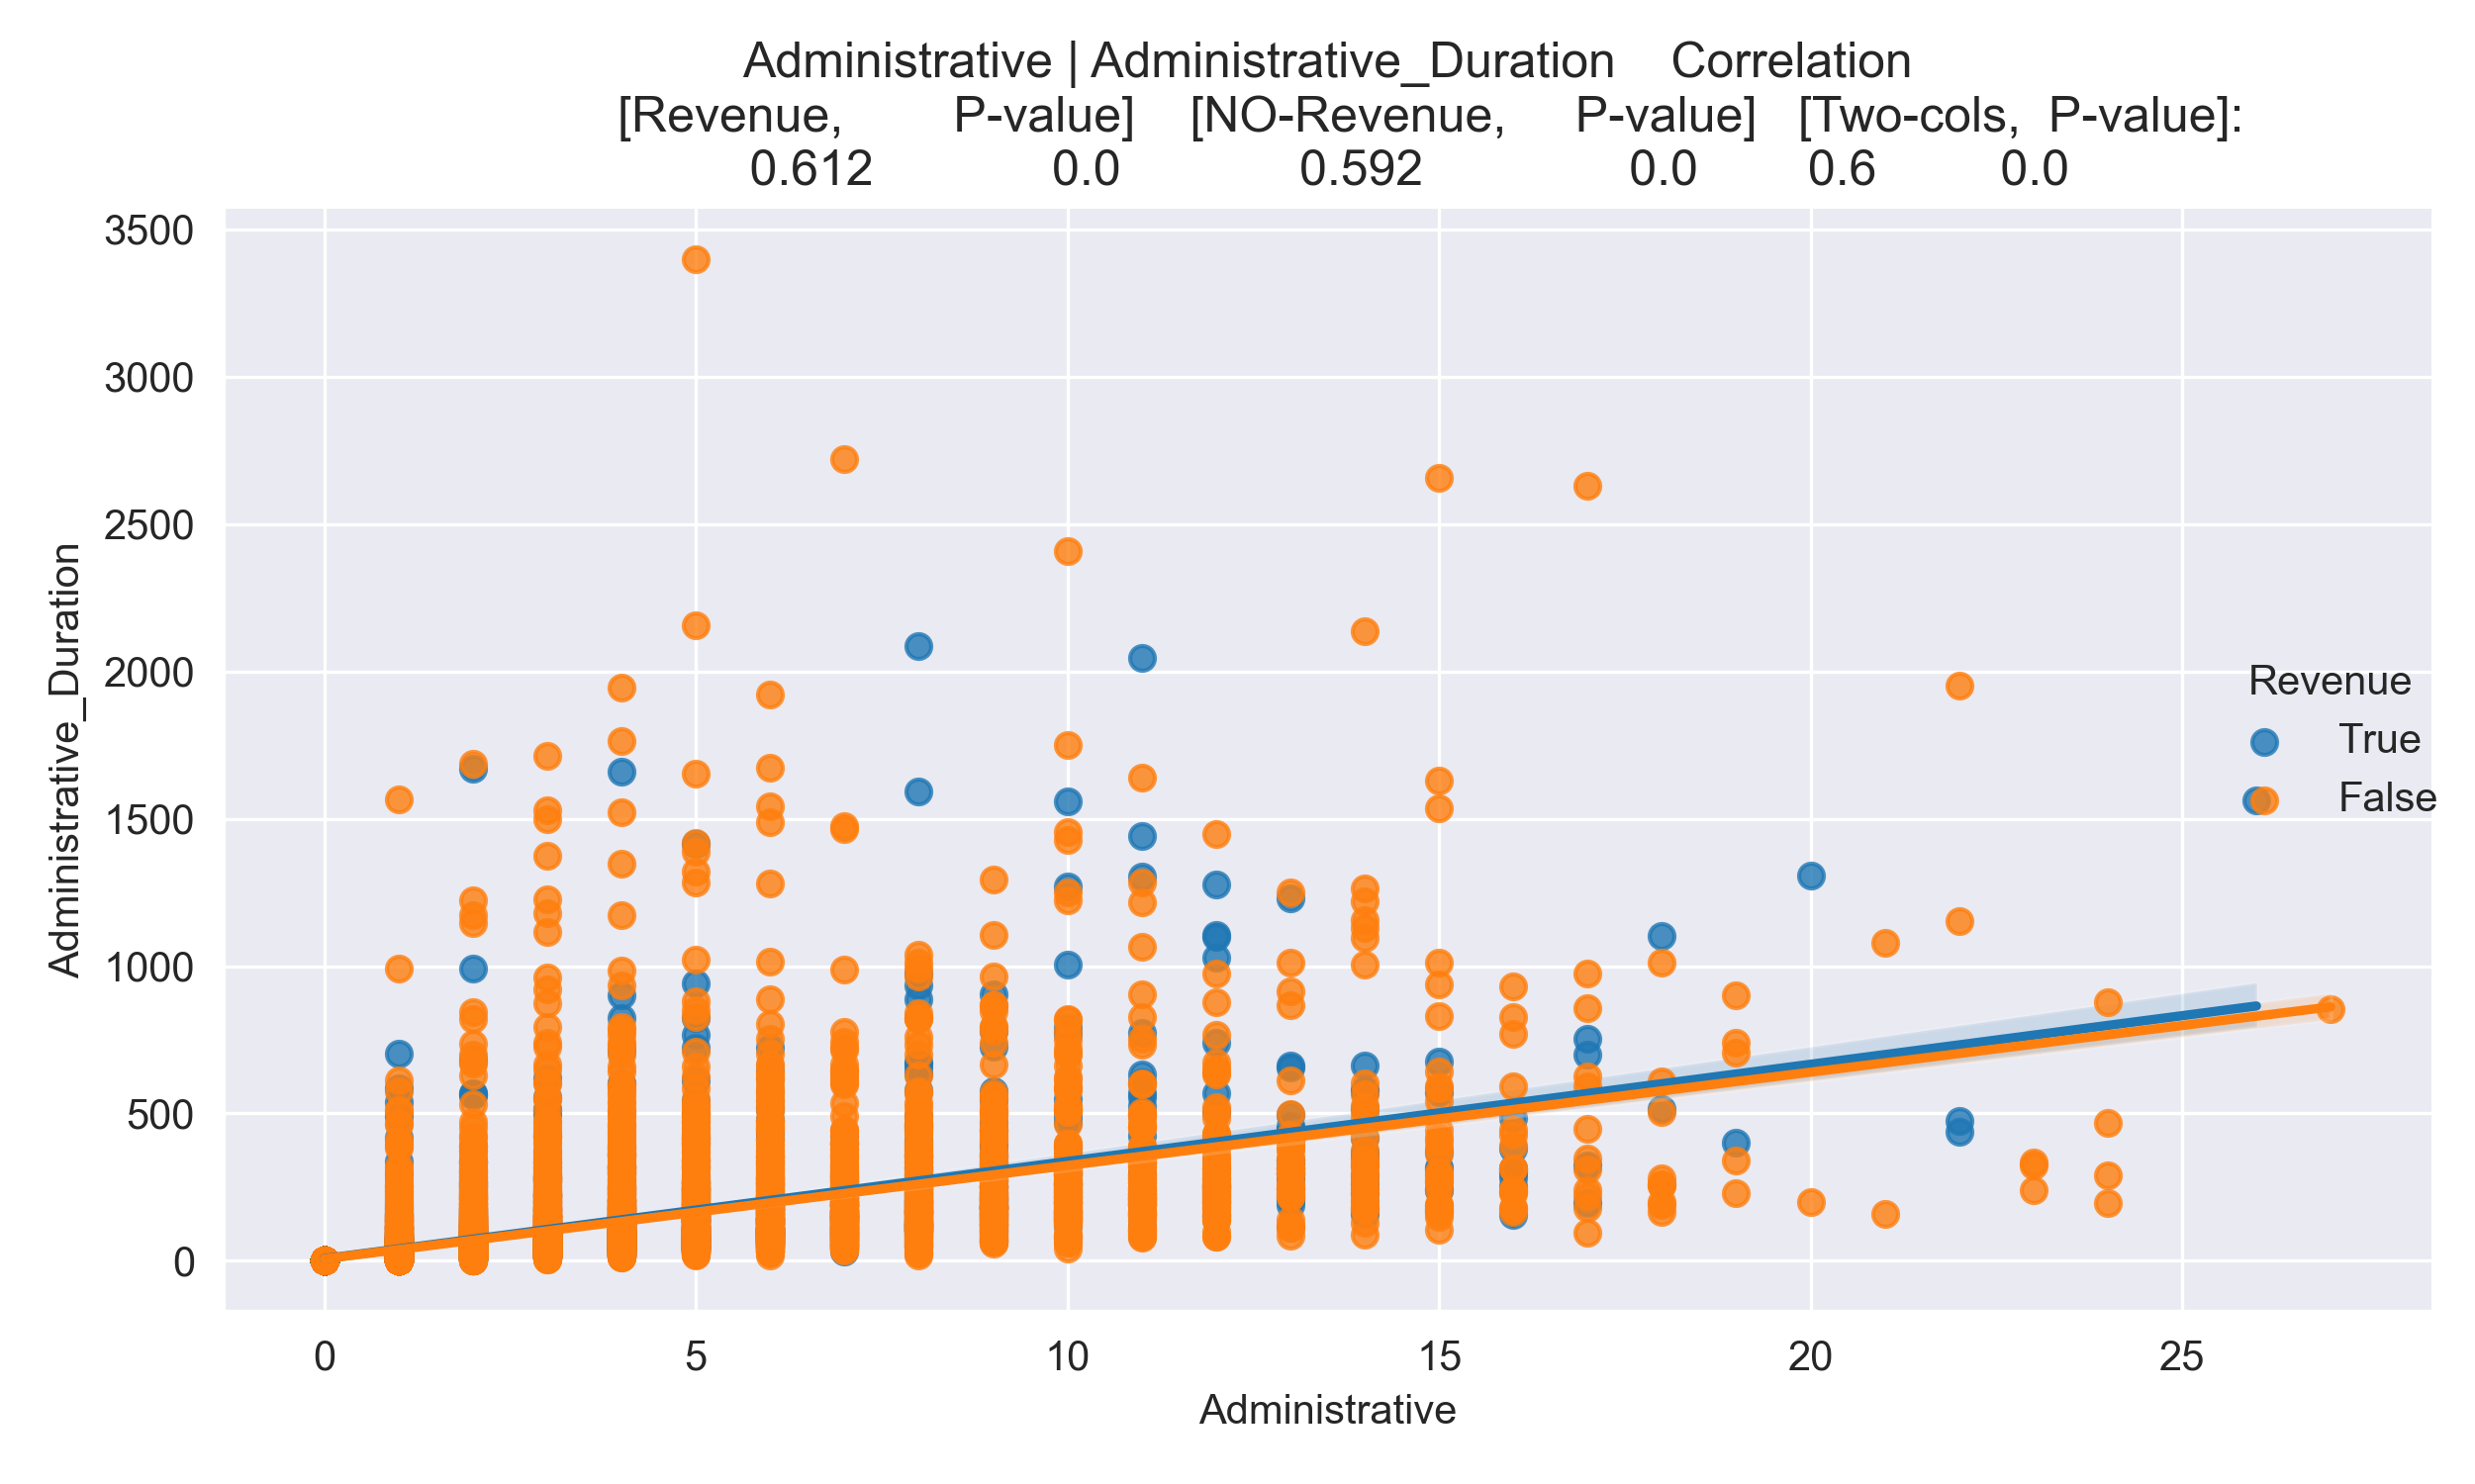 Administrative | Administrative_Duration    Correlation
[Revenue,        P-value]    [NO-Revenue,     P-value]   [Two-cols,  P-value]:
0.612             0.0             0.592               0.0        0.6         0.0
3500
3000
2500
2000
1500
1000
500
0
Administrative_Duration
Revenue
True
False
0 5 10 15 20 25
Administrative